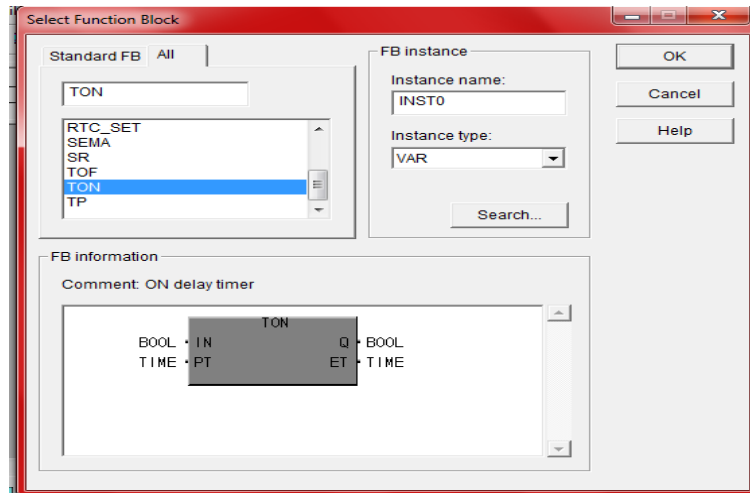 Select Function Block
Standard FB All
TON
RTC_SET
SEMA
SR
TOF
TON
TP
FB instance
Instance name:
INST0
Instance type:
VAR
Search...
OK
Cancel
Help
FB information
Comment: ON delay timer
TON
BOOL IN Q BOOL
TIME PT ET TIME